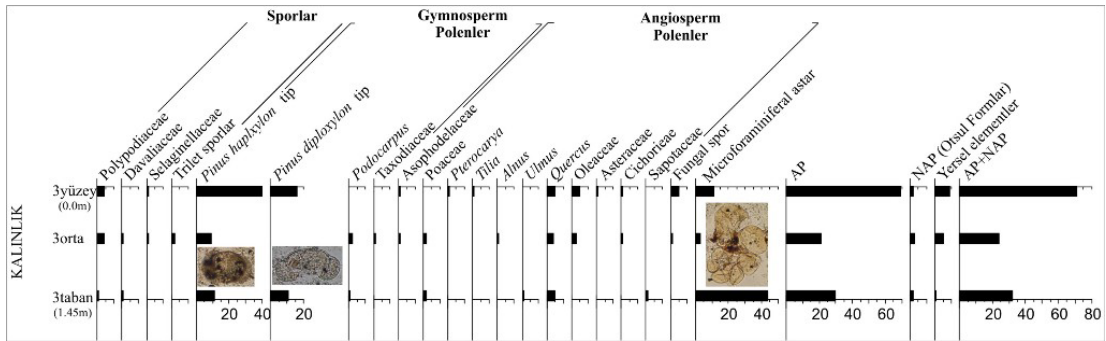 Sporlar
Gymnosperm
Polenler
Angiosperm
Polenler
Polypodiaceae
Davaliaceae
Selaginellaceae
Trilet sporlar
Pinus haplxylon tip
Pinus diploxylon tip
Podocarpus
Taxodiaceae
Asophodelaceae
Poaceae
Pterocarya
Tilia
Alnus
Ulmus
Quercus
Oleaceae
Asteraceae
Cichorieae
Sapotaceae
Fungal spor
Microforaminiferal astar
AP
NAP (Otsul Formlar)
Yersel elementler
AP+NAP
KALINLIK
3yüzey
(0.0m)
3orta
3taban
(1.45m)
20 40
20
20 40
20 40 60
20 40 60 80